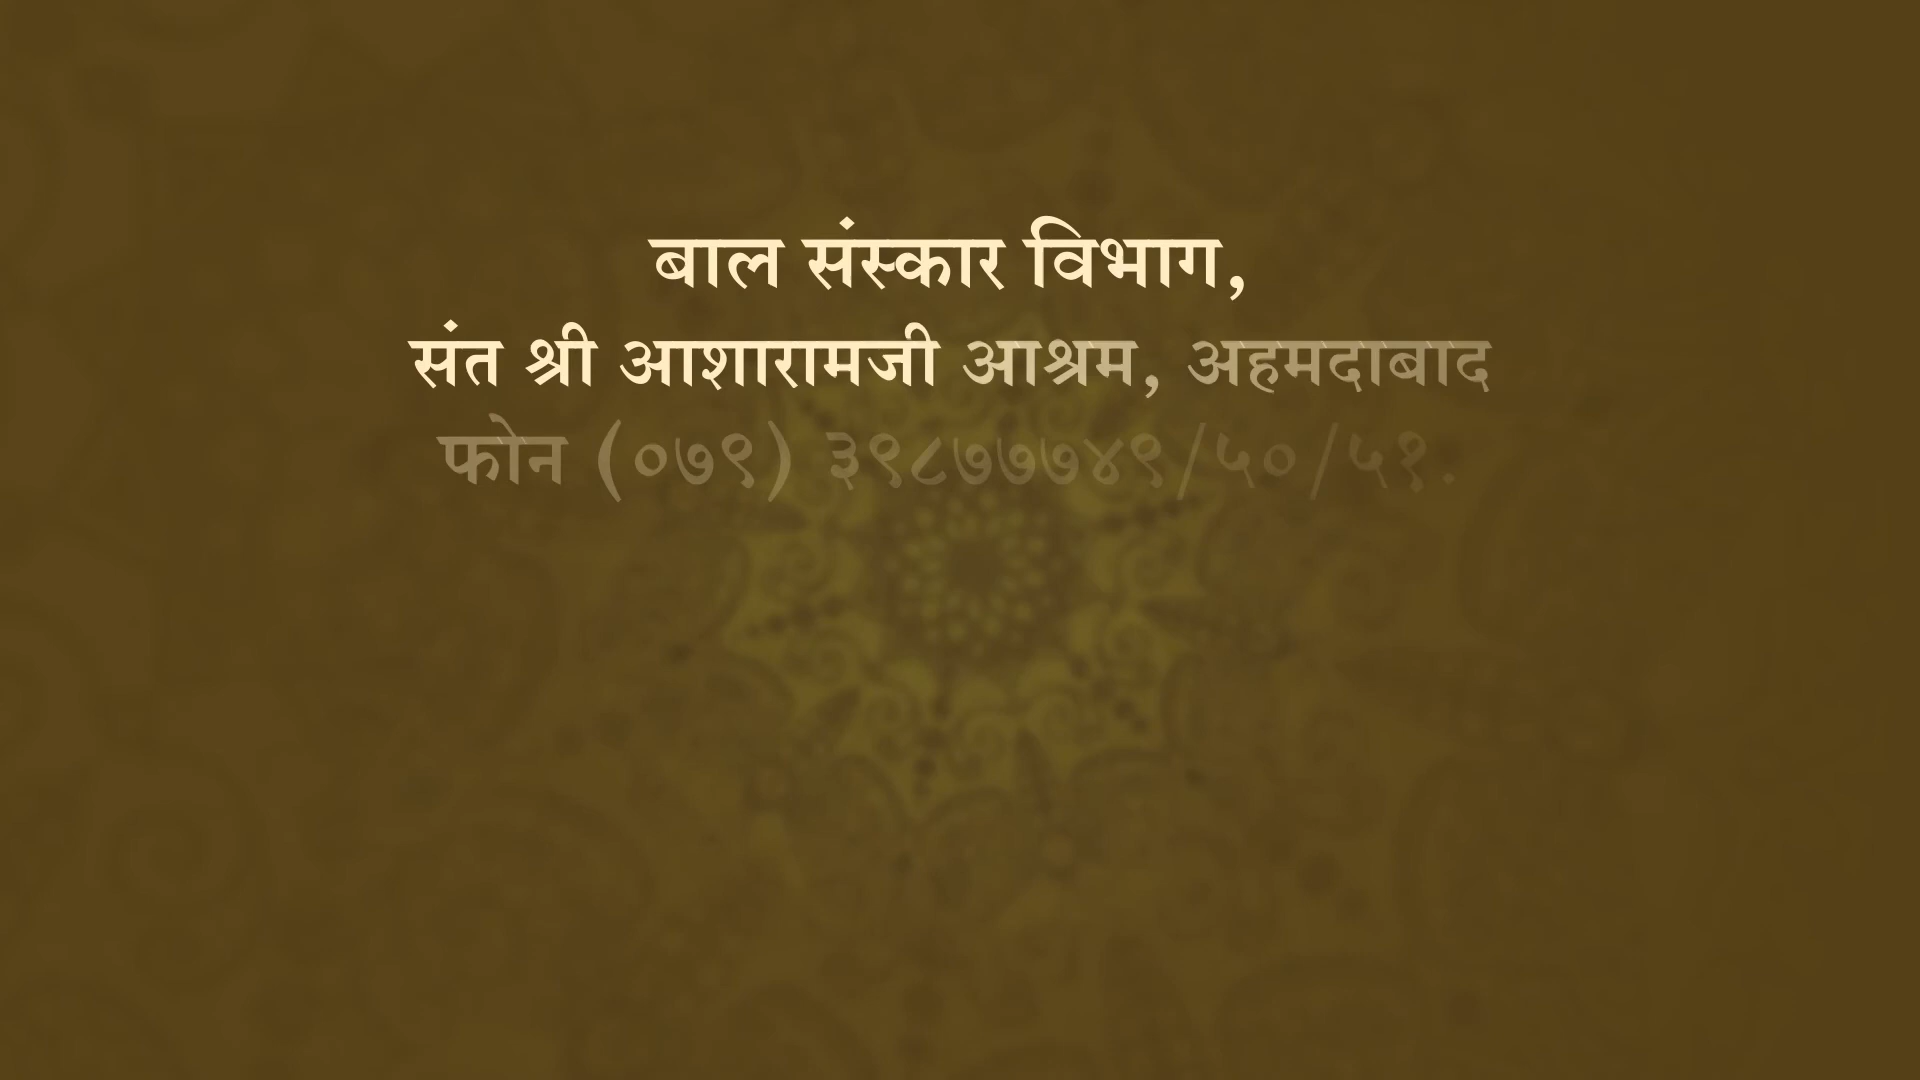 बाल संस्कार विभाग,
संत श्री आशारामजी आश्रम, अहमदाबाद
फोन (०७९) ३९८७७७४९/५०/५१.